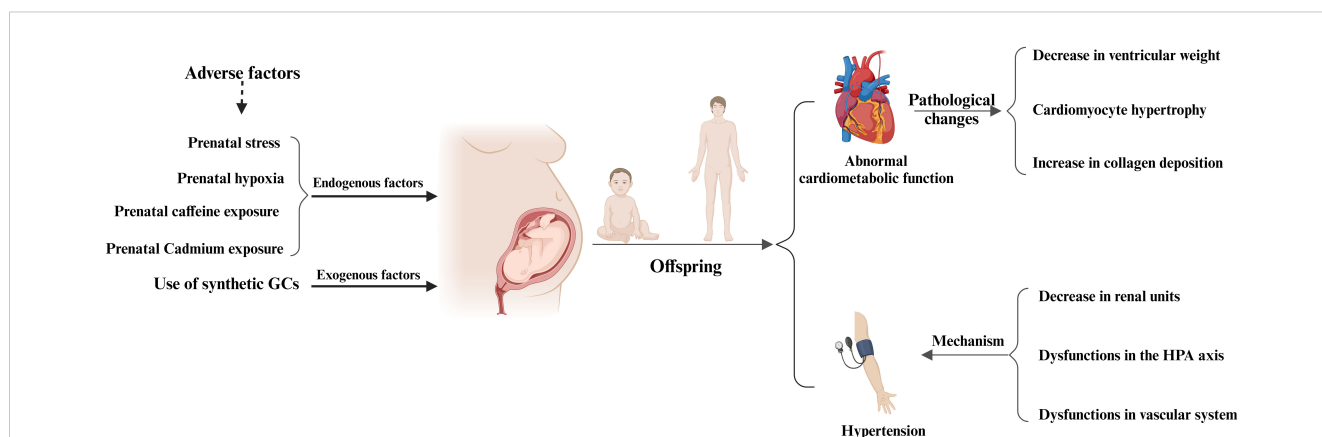 Adverse factors
Prenatal stress
Prenatal hypoxia
Prenatal caffeine exposure
Prenatal Cadmium exposure
Use of synthetic GCs
Endogenous factors
Exogenous factors
Offspring
Abnormal
cardiometabolic function
Pathological
changes
Decrease in ventricular weight
Cardiomyocyte hypertrophy
Increase in collagen deposition
Hypertension
Mechanism
Decrease in renal units
Dysfunctions in the HPA axis
Dysfunctions in vascular system